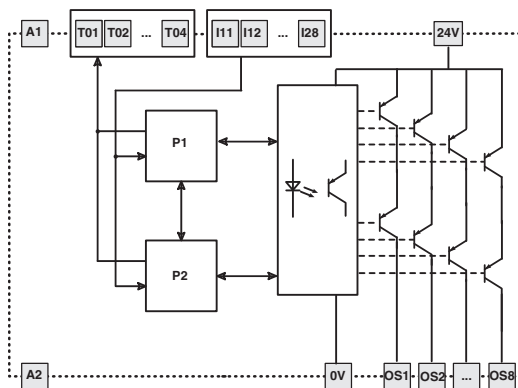 A1 T01 T02 ... T04 I11 I12 ... I28 24V
P1
P2
A2 0V OS1 OS2 ... OS8